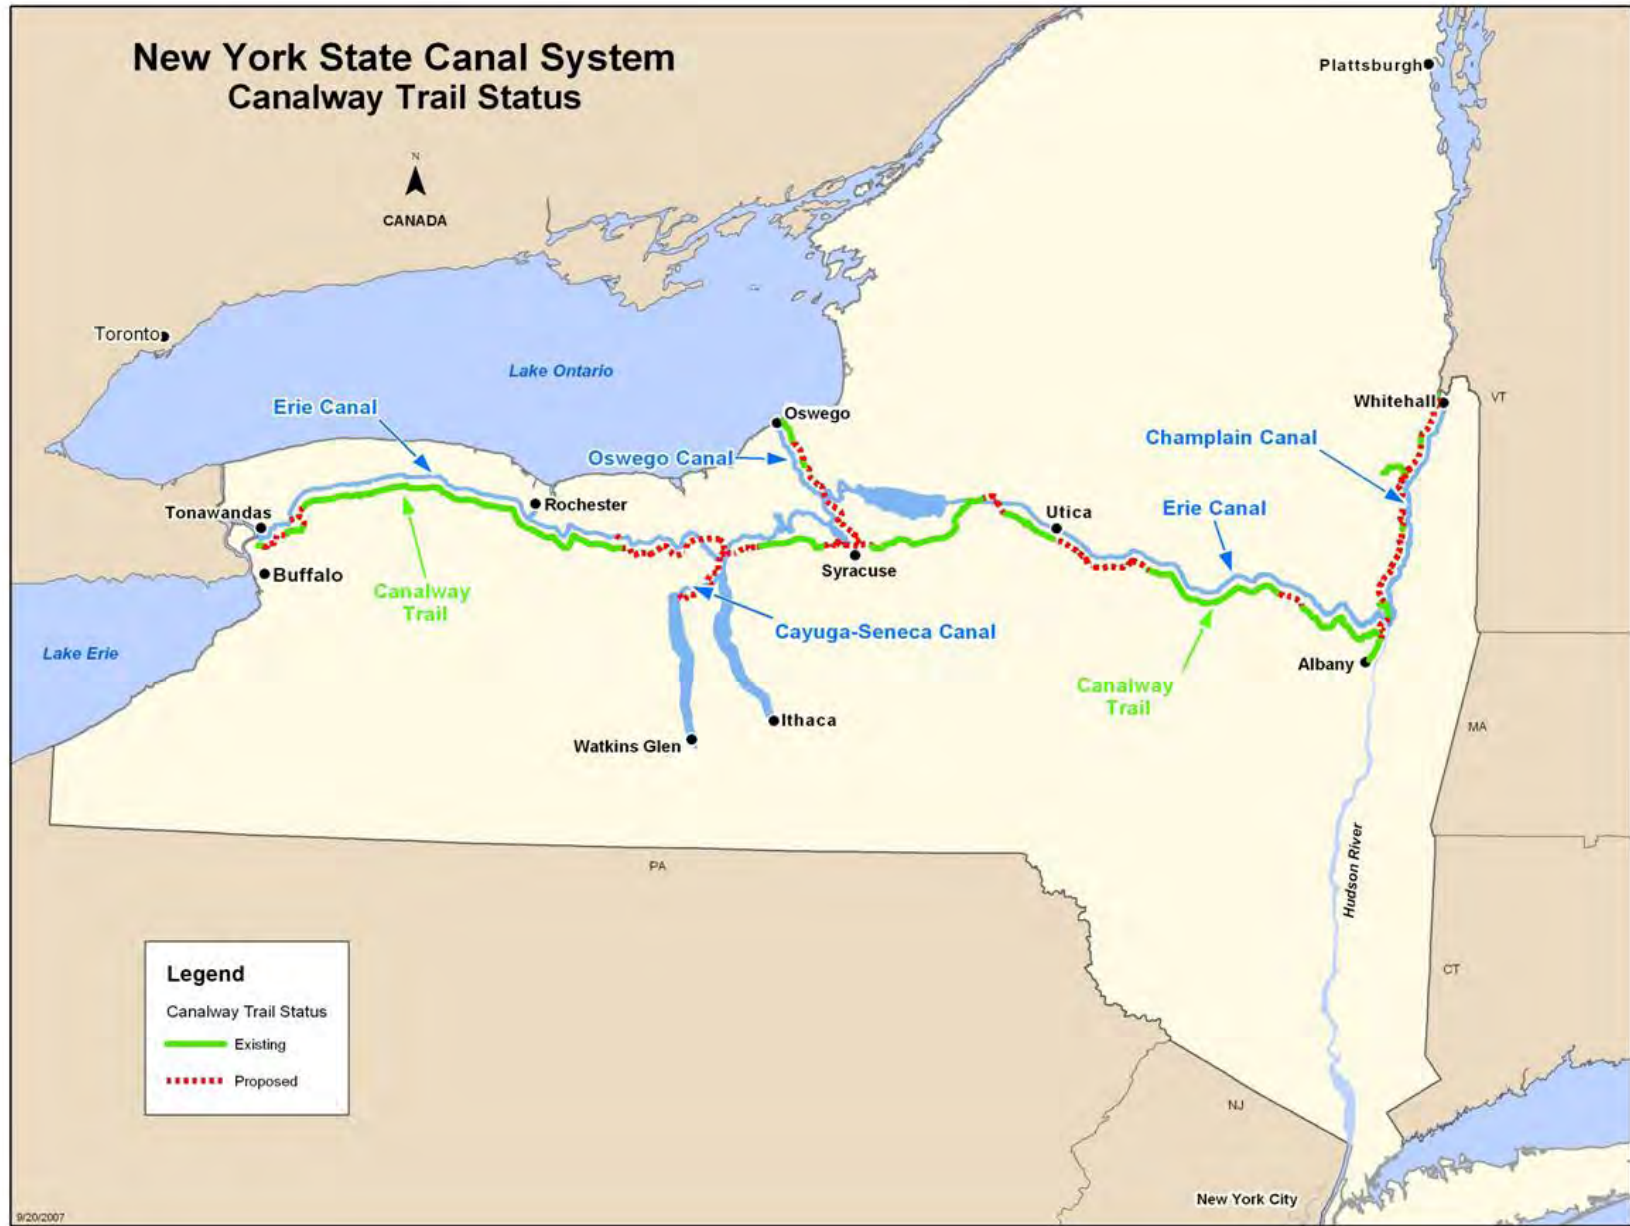 New York State Canal System
Canalway Trail Status
N
CANADA
Plattsburgh
Toronto
Lake Ontario
Erie Canal
Oswego
Whitehall
VT
Champlain Canal
Oswego Canal
Rochester
Tonawandas
Utica
Erie Canal
Buffalo
Syracuse
Canalway
Trail
Cayuga-Seneca Canal
Lake Erie
Albany
Canalway
Trail
Ithaca
Watkins Glen
MA
PA
Hudson River
Legend
Canalway Trail Status
Existing
Proposed
CT
NJ
New York City
9/20/2007